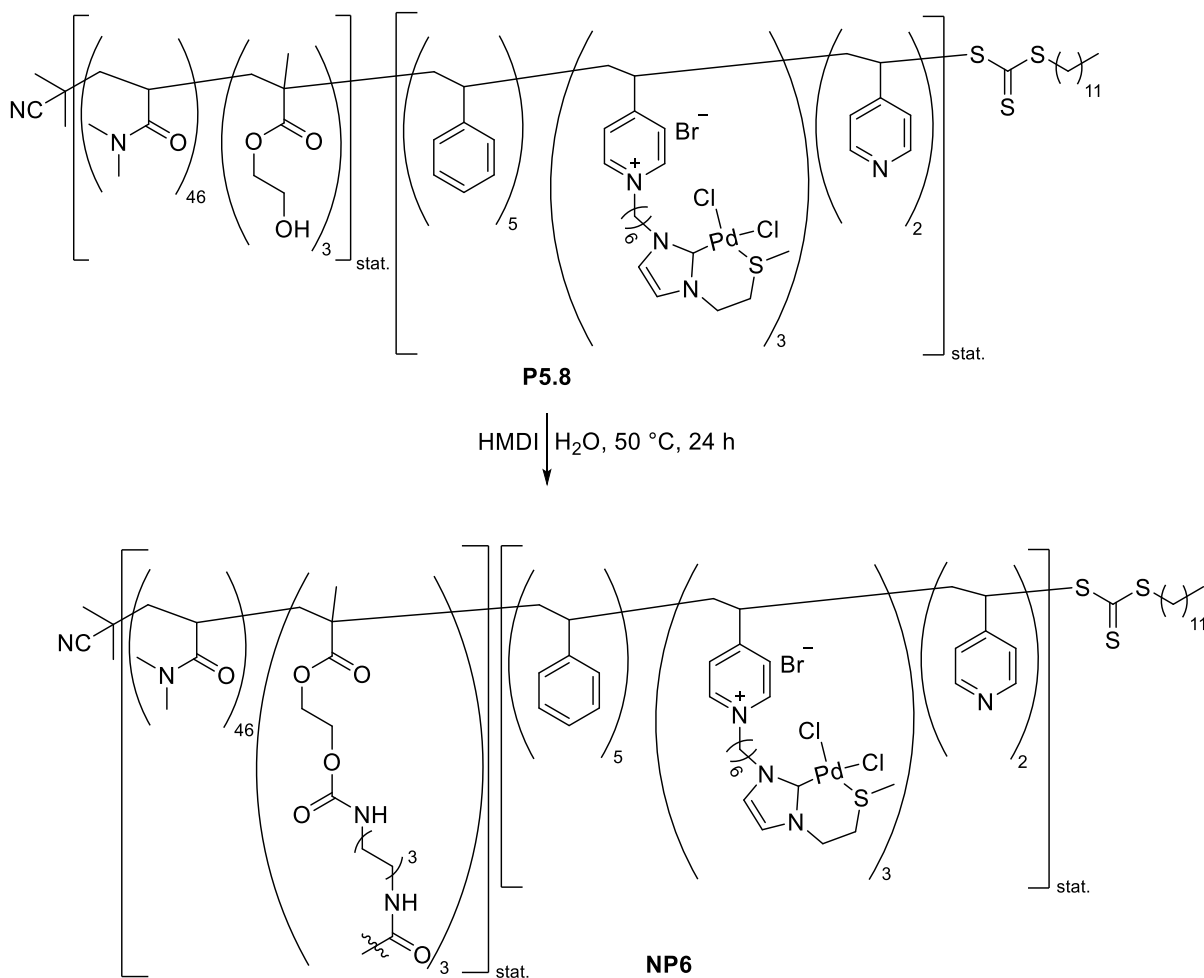 NC
N
O
46
O
O
OH
3
stat.
5
Br−
+
N
6
N
N
Cl
Cl
Pd
S
3
N
2
stat.
S
S
S
11
P5.8
HMDI
H2O, 50 °C, 24 h
NC
N
O
46
O
O
O
O
NH
3
NH
O
3
stat.
5
Br−
+
N
6
N
N
Cl
Cl
Pd
S
3
N
2
stat.
S
S
S
11
NP6